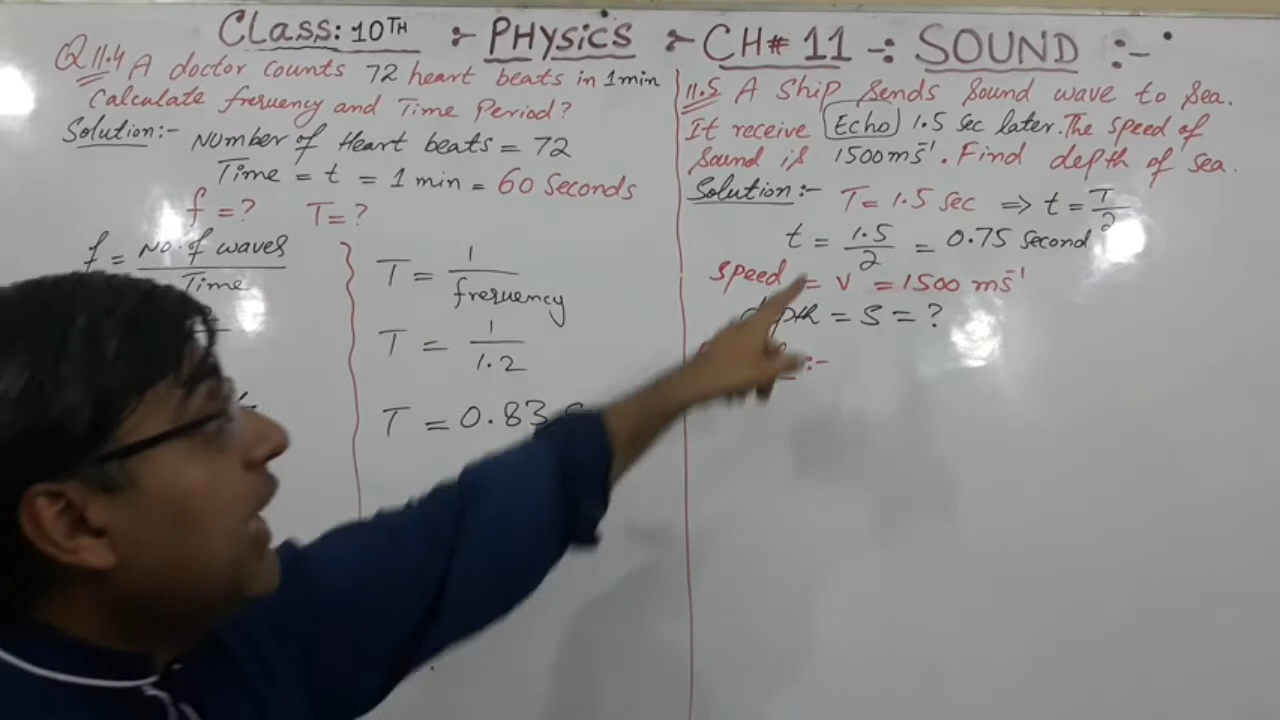 CLASS: 10TH :- PHYSICS :- CH# 11 -: SOUND :-
Q11.4 A doctor counts 72 heart beats in 1min
Calculate freruency and Time Period?
Solution:- Number of Heart beats = 72
Time = t = 1 min = 60 Seconds
f = ? T = ?
f = No. of waves
Time
T = 1
freruency
T = 1
1.2
T = 0.83
11.5 A Ship Sends Sound wave to Sea.
It receive Echo 1.5 Sec later. The Speed of
Sound is 1500 ms⁻¹. Find depth of sea.
Solution:- T = 1.5 Sec ⇒ t = T
2
t = 1.5 = 0.75 Second
2
Speed = V = 1500 ms⁻¹
depth = S = ?
:-